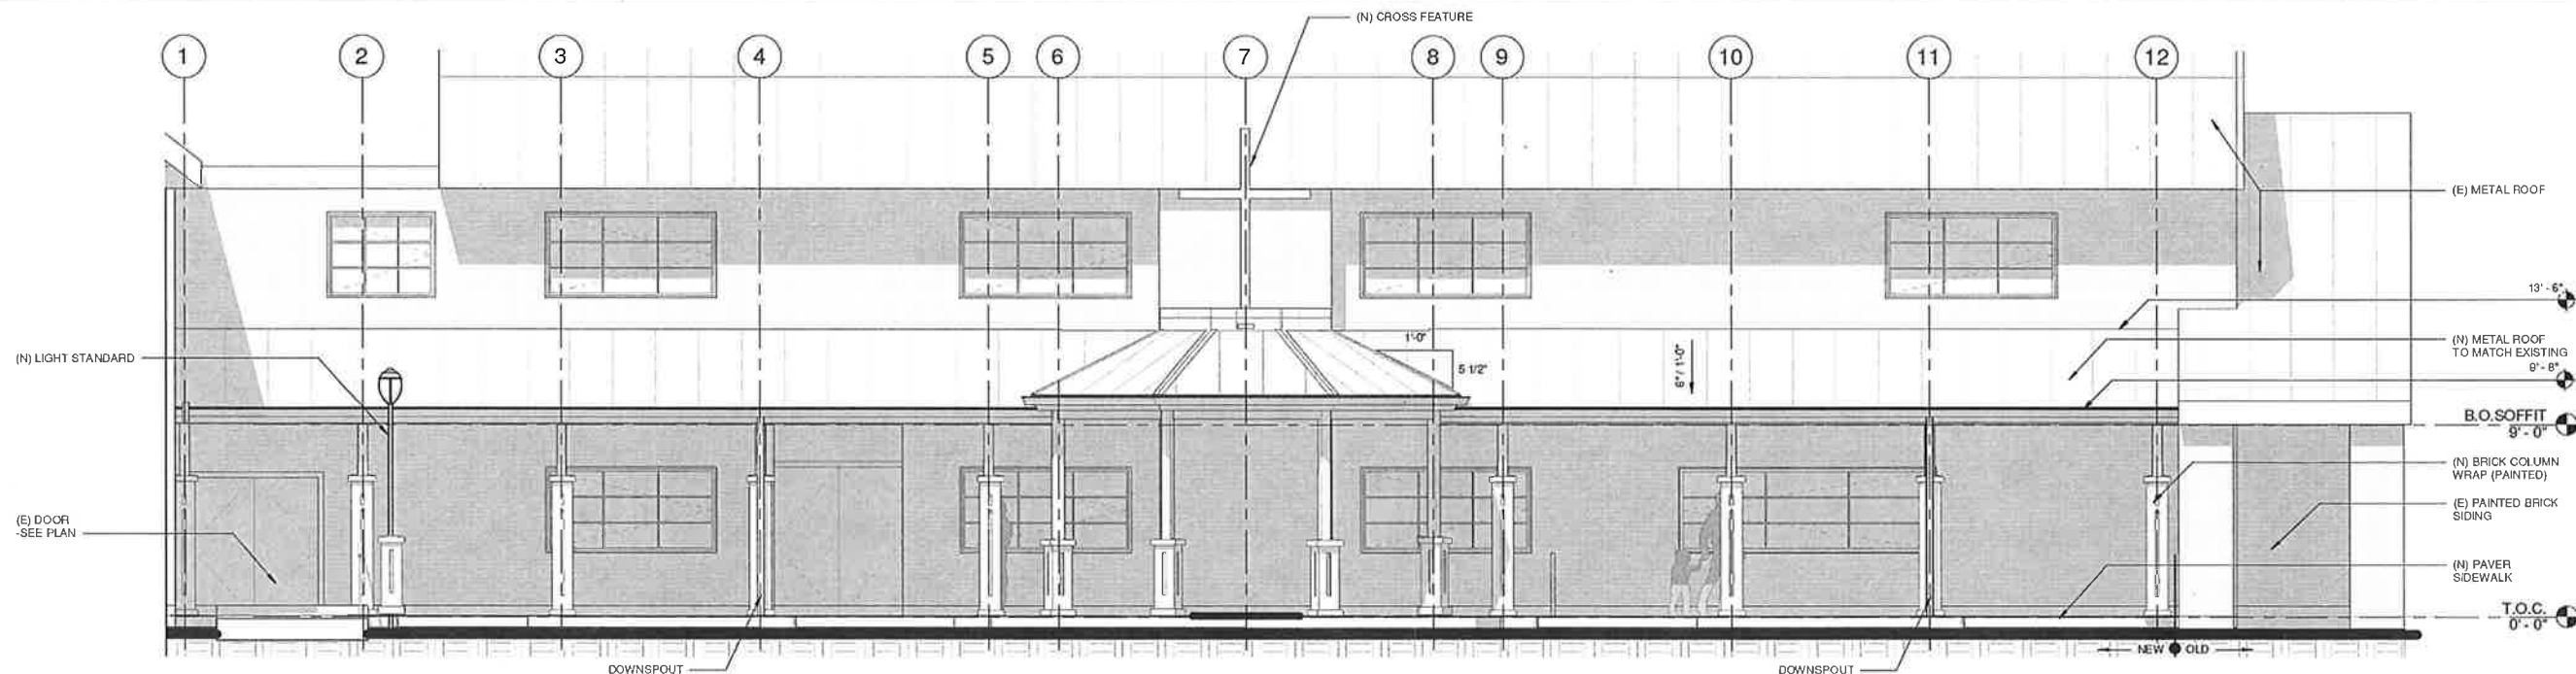 (N) CROSS FEATURE
1 2 3 4 5 6 7 8 9 10 11 12
(E) METAL ROOF
13' - 6"
(N) METAL ROOF
TO MATCH EXISTING
9' - 8"
(N) LIGHT STANDARD
1'-0"
5 1/2"
6" / 1'-0"
B.O.SOFFIT
9' - 0"
(N) BRICK COLUMN
WRAP (PAINTED)
(E) PAINTED BRICK
SIDING
(E) DOOR
-SEE PLAN
(N) PAVER
SIDEWALK
T.O.C.
0' - 0"
NEW OLD
DOWNSPOUT
DOWNSPOUT